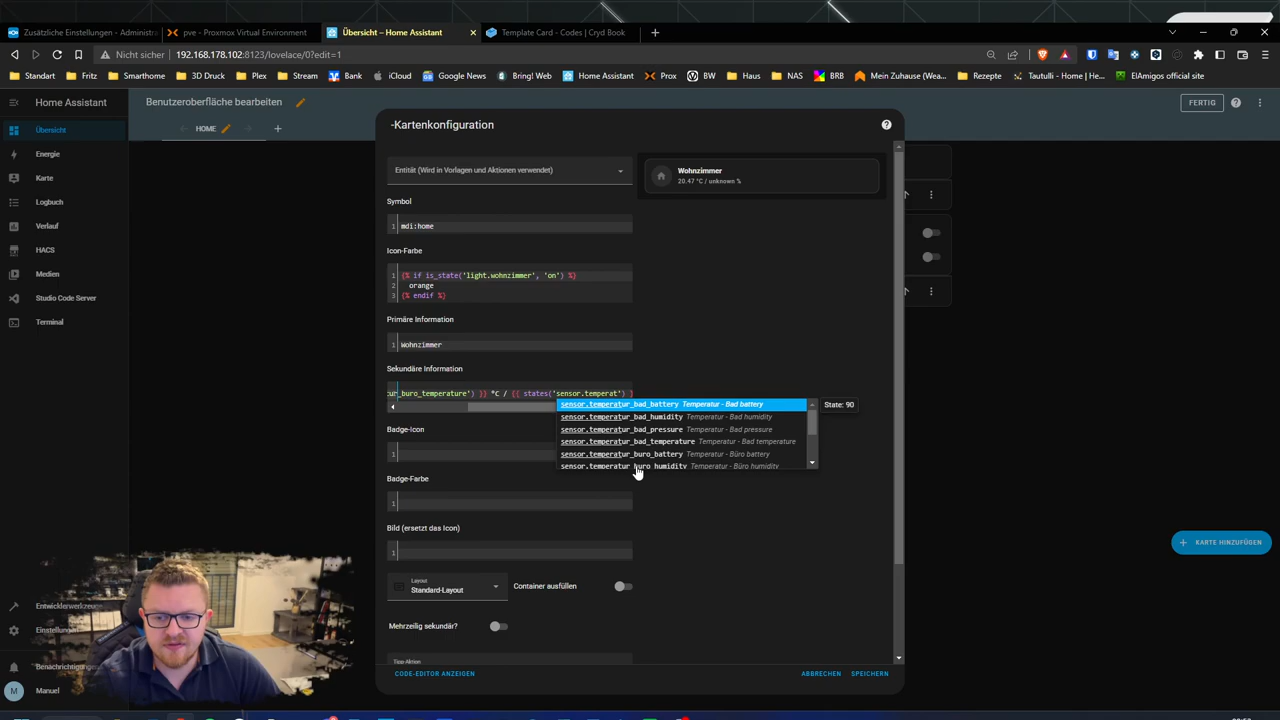 Zusätzliche Einstellungen - Administra
pve - Proxmox Virtual Environment
Übersicht – Home Assistant
Template Card - Codes | Cryd Book
Nicht sicher
192.168.178.102:8123/lovelace/0?edit=1
Standart
Fritz
Smarthome
3D Druck
Plex
Stream
Bank
iCloud
Google News
Bring! Web
Home Assistant
Prox
BW
Haus
NAS
BRB
Mein Zuhause (Wea...
Rezepte
Tautulli - Home | He...
ElAmigos official site
Home Assistant
Benutzeroberfläche bearbeiten
FERTIG
HOME
Übersicht
Energie
Karte
Logbuch
Verlauf
HACS
Medien
Studio Code Server
Terminal
Entwicklerwerkzeu
Einstellungen
Benachrichtigungen
M
Manuel
-Kartenkonfiguration
Entität (Wird in Vorlagen und Aktionen verwendet)
Wohnzimmer
20.47 °C / unknown %
Symbol
1 mdi:home
Icon-Farbe
1 {% if is_state('light.wohnzimmer', 'on') %}
2 orange
3 {% endif %}
Primäre Information
1 Wohnzimmer
Sekundäre Information
ur_buro_temperature') }} °C / {{ states('sensor.temperat') }
sensor.temperatur_bad_battery Temperatur - Bad battery
State: 90
sensor.temperatur_bad_humidity Temperatur - Bad humidity
sensor.temperatur_bad_pressure Temperatur - Bad pressure
sensor.temperatur_bad_temperature Temperatur - Bad temperature
sensor.temperatur_buro_battery Temperatur - Büro battery
sensor.temperatur_buro_humidity Temperatur - Büro humidity
Badge-Icon
1
Badge-Farbe
1
Bild (ersetzt das Icon)
1
Layout
Standard-Layout
Container ausfüllen
Mehrzeilig sekundär?
Tipp-Aktion
CODE-EDITOR ANZEIGEN
ABBRECHEN
SPEICHERN
KARTE HINZUFÜGEN